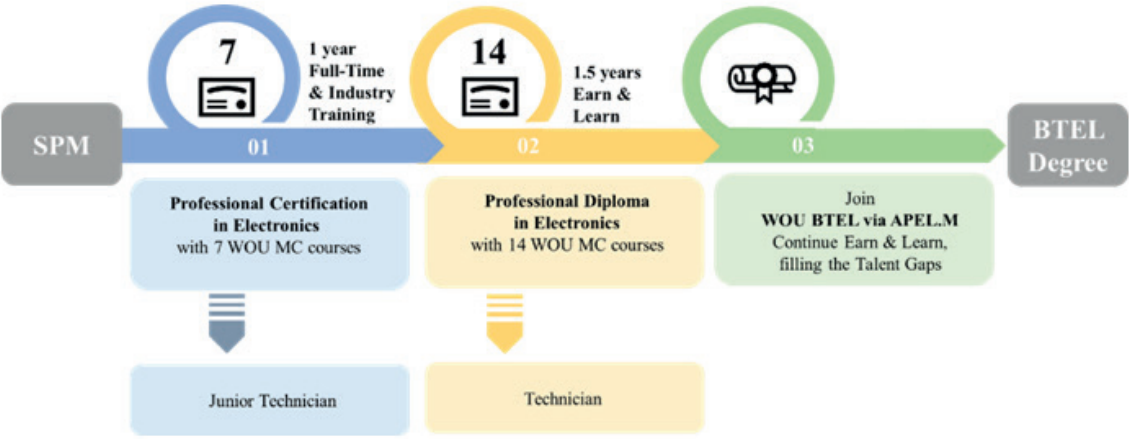 SPM
7
1 year
Full-Time
& Industry
Training
01
Professional Certification
in Electronics
with 7 WOU MC courses
Junior Technician
14
1.5 years
Earn &
Learn
02
Professional Diploma
in Electronics
with 14 WOU MC courses
Technician
03
Join
WOU BTEL via APEL.M
Continue Earn & Learn,
filling the Talent Gaps
BTEL
Degree